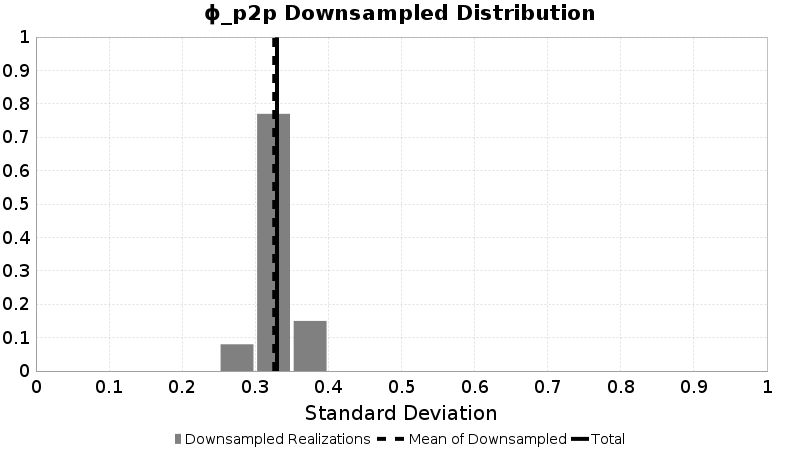 ϕ_p2p Downsampled Distribution
1
0.9
0.8
0.7
0.6
0.5
0.4
0.3
0.2
0.1
0
0 0.1 0.2 0.3 0.4 0.5 0.6 0.7 0.8 0.9 1
Standard Deviation
Downsampled Realizations Mean of Downsampled Total